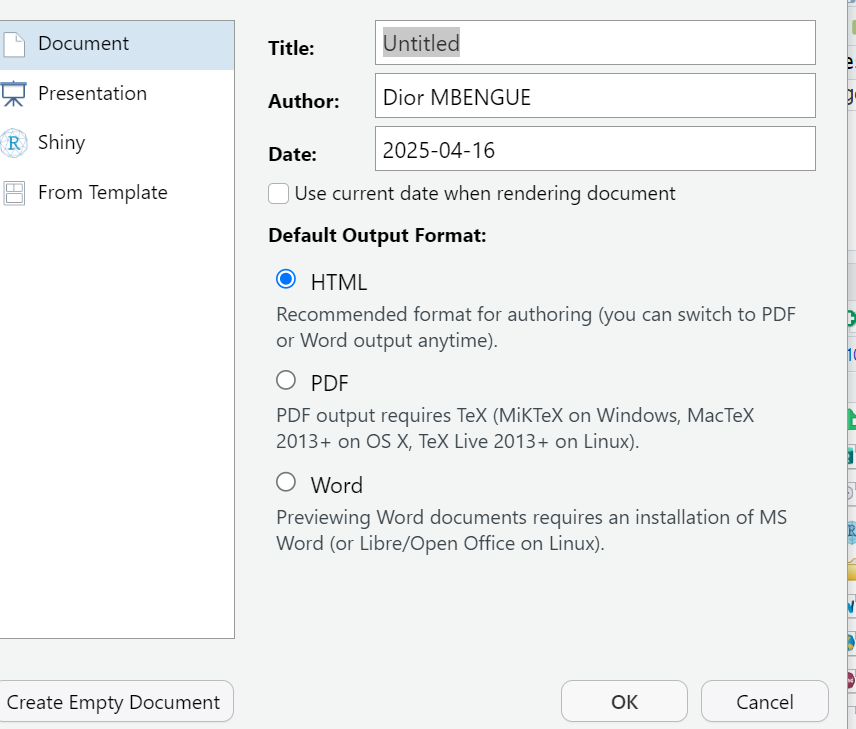 Document
Presentation
Shiny
From Template
Title:
Untitled
Author:
Dior MBENGUE
Date:
2025-04-16
Use current date when rendering document
Default Output Format:
HTML
Recommended format for authoring (you can switch to PDF
or Word output anytime).
PDF
PDF output requires TeX (MiKTeX on Windows, MacTeX
2013+ on OS X, TeX Live 2013+ on Linux).
Word
Previewing Word documents requires an installation of MS
Word (or Libre/Open Office on Linux).
Create Empty Document
OK
Cancel